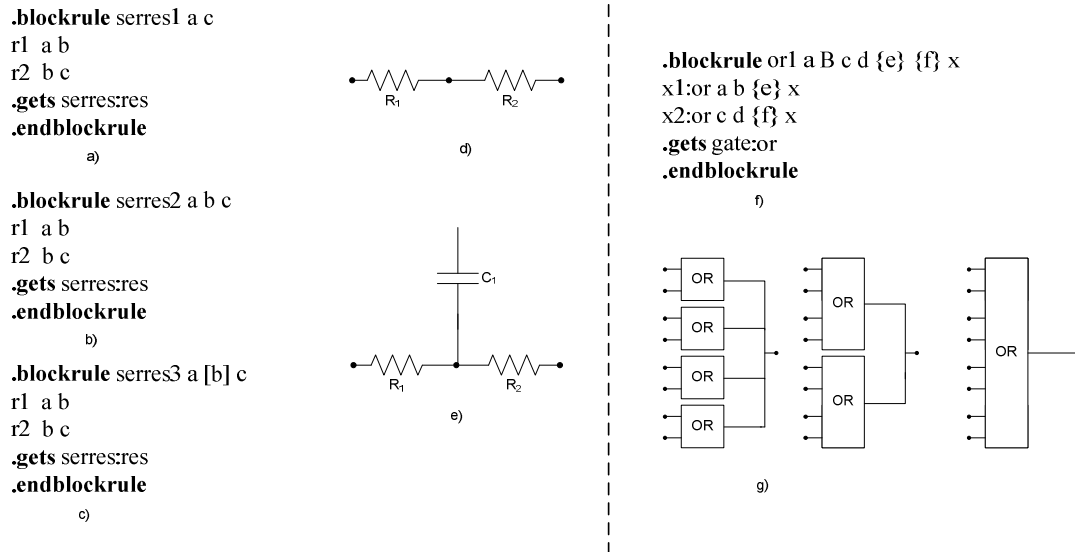 .blockrule serres1 a c
r1 a b
r2 b c
.gets serres:res
.endblockrule
a)
.blockrule serres2 a b c
r1 a b
r2 b c
.gets serres:res
.endblockrule
b)
.blockrule serres3 a [b] c
r1 a b
r2 b c
.gets serres:res
.endblockrule
c)
R1
R2
d)
C1
R1
R2
e)
.blockrule or1 a B c d {e} {f} x
x1:or a b {e} x
x2:or c d {f} x
.gets gate:or
.endblockrule
f)
OR
OR
OR
OR
OR
OR
OR
g)